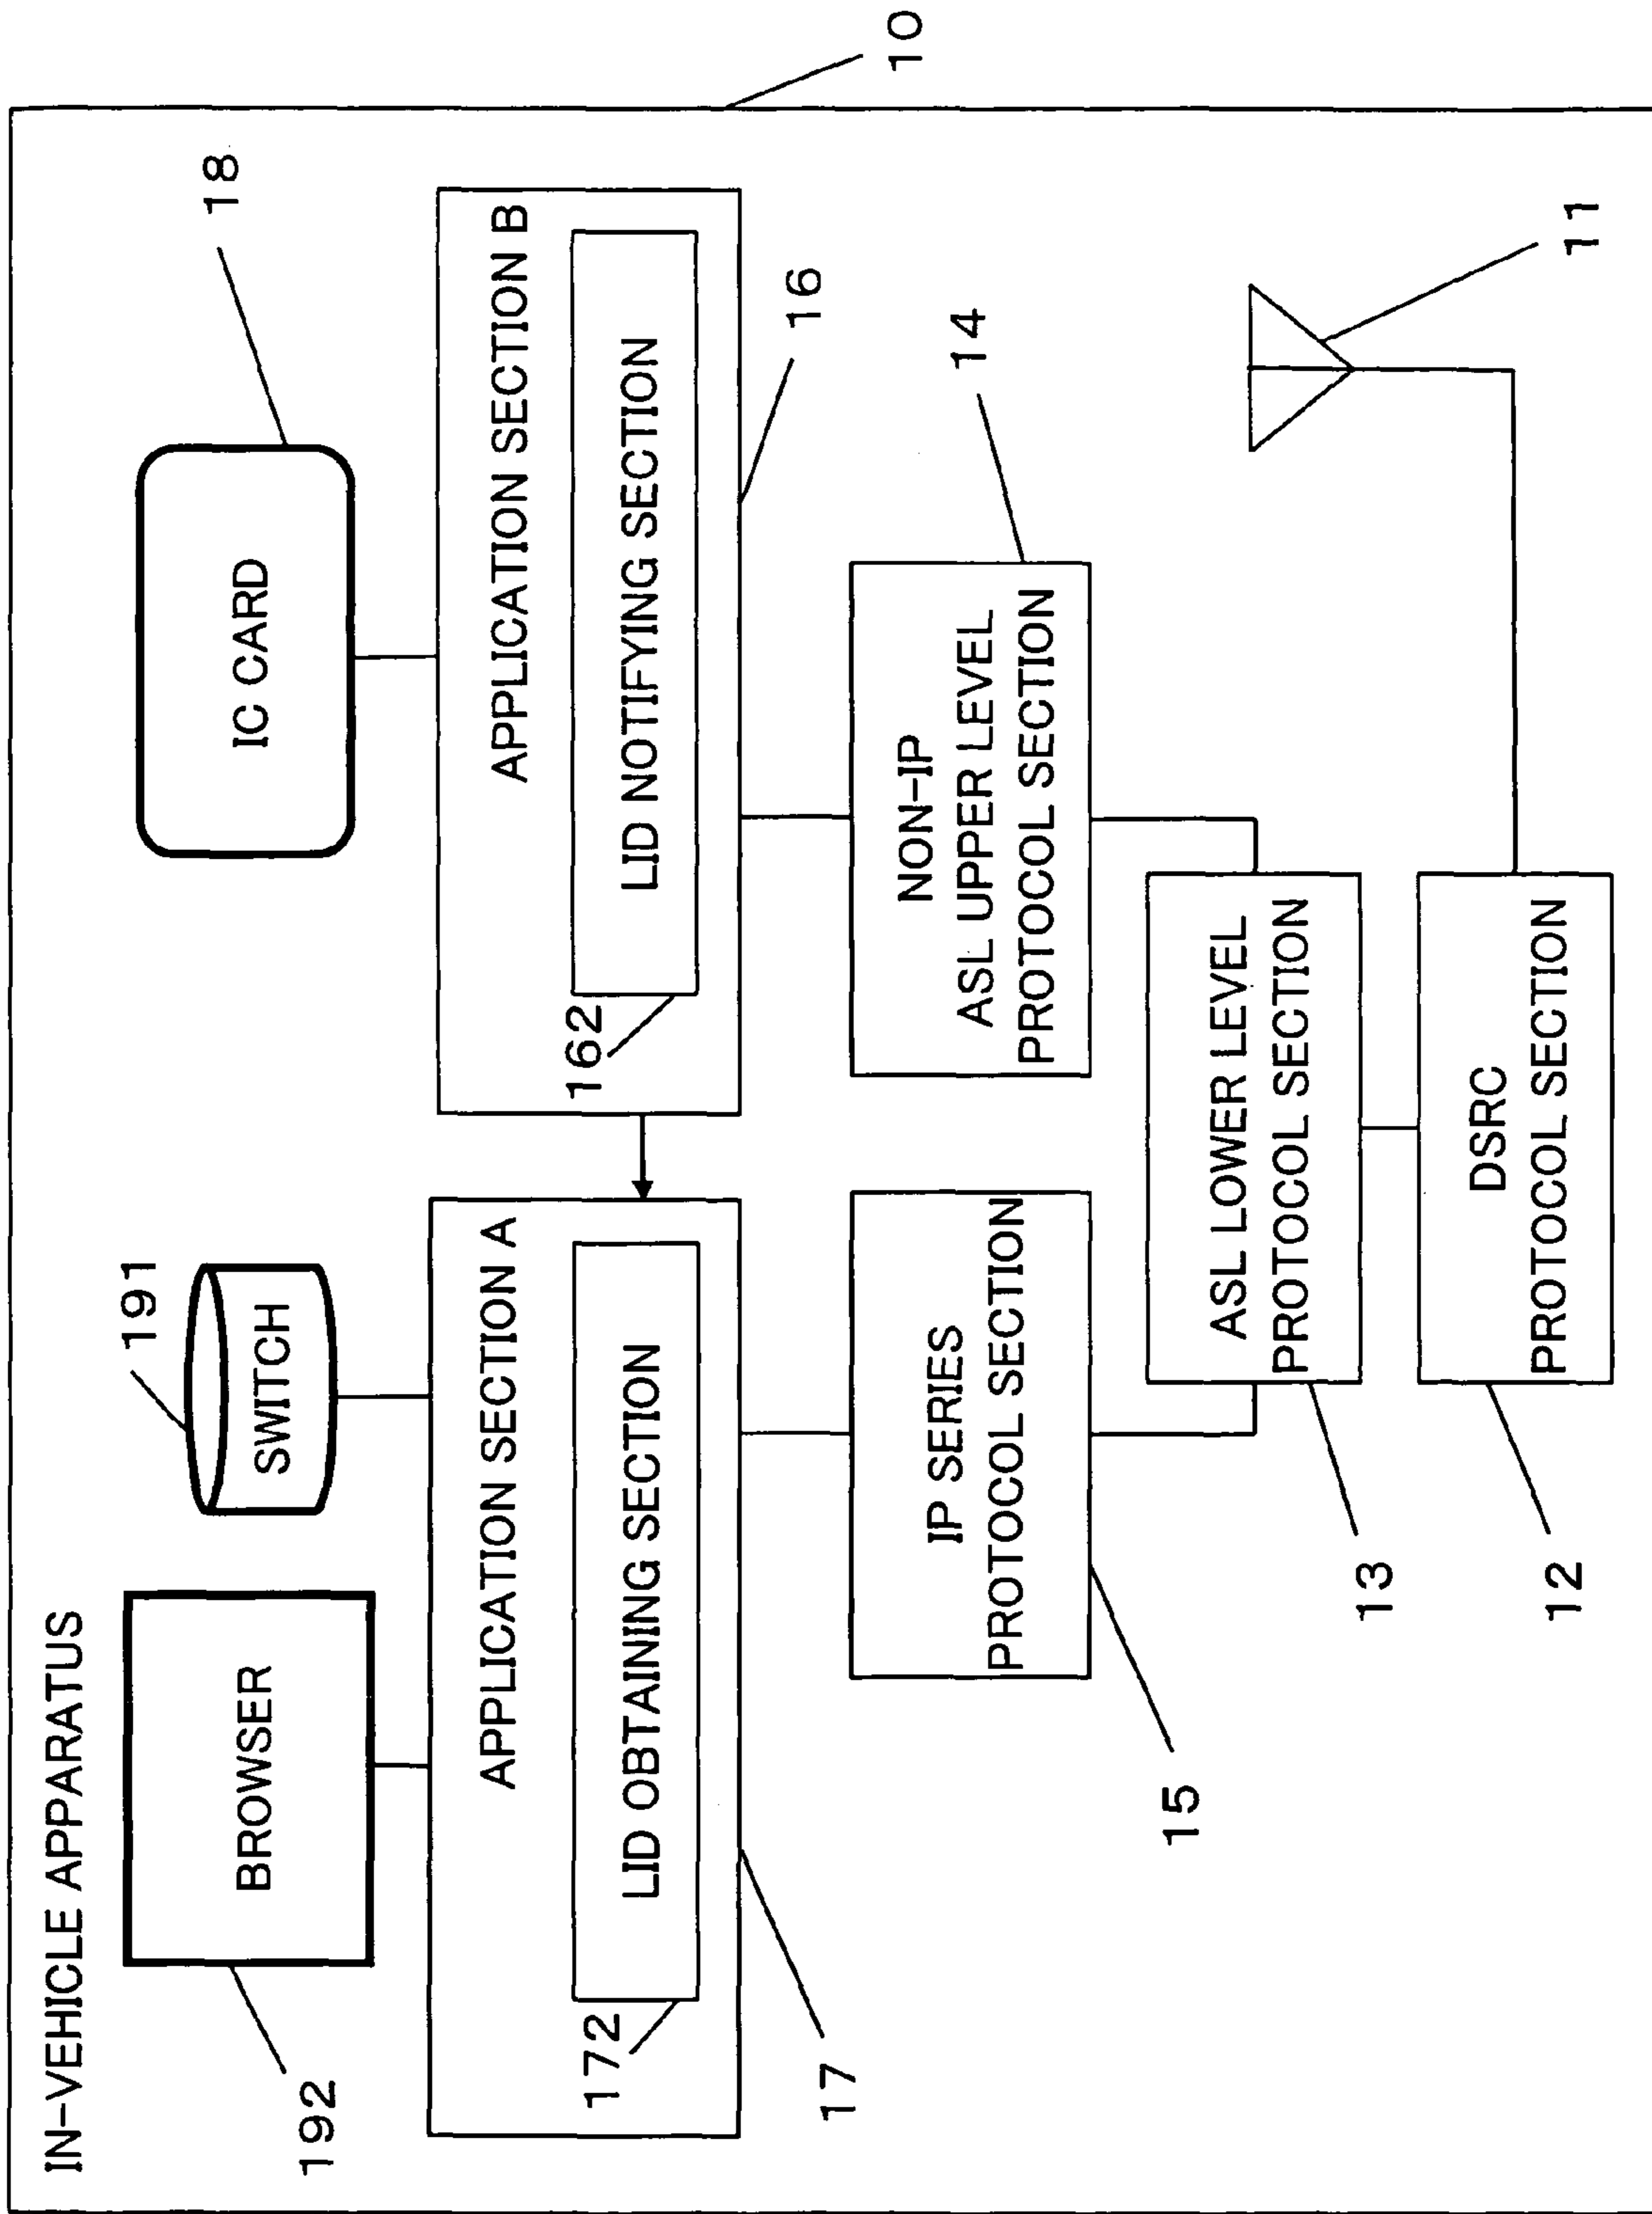 IN-VEHICLE APPARATUS
10
192
BROWSER
191
SWITCH
IC CARD
18
APPLICATION SECTION A
172
LID OBTAINING SECTION
17
APPLICATION SECTION B
162
LID NOTIFYING SECTION
16
IP SERIES
PROTOCOL SECTION
15
NON-IP
ASL UPPER LEVEL
PROTOCOL SECTION
14
ASL LOWER LEVEL
PROTOCOL SECTION
13
11
DSRC
PROTOCOL SECTION
12